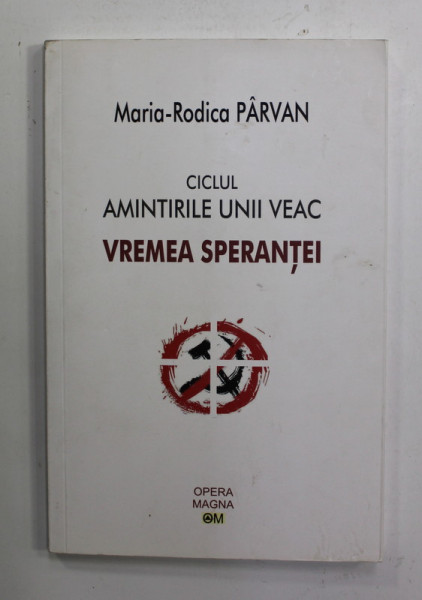 Maria-Rodica PÂRVAN
CICLUL
AMINTIRILE UNII VEAC
VREMEA SPERANȚEI
OPERA
MAGNA
OM